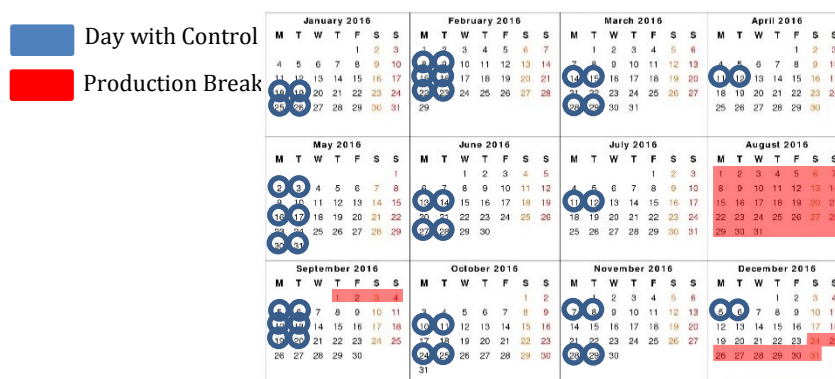 Day with Control
Production Break
January 2016
M T W T F S S
1 2 3
4 5 6 7 8 9 10
11 12 13 14 15 16 17
18 19 20 21 22 23 24
25 26 27 28 29 30 31
February 2016
M T W T F S S
1 2 3 4 5 6 7
8 9 10 11 12 13 14
15 16 17 18 19 20 21
22 23 24 25 26 27 28
29
March 2016
M T W T F S S
1 2 3 4 5 6
7 8 9 10 11 12 13
14 15 16 17 18 19 20
21 22 23 24 25 26 27
28 29 30 31
April 2016
M T W T F S S
1 2 3
4 5 6 7 8 9
11 12 13 14 15 16
18 19 20 21 22 23
25 26 27 28 29 30
May 2016
M T W T F S S
1
2 3 4 5 6 7 8
9 10 11 12 13 14 15
16 17 18 19 20 21 22
23 24 25 26 27 28 29
30 31
June 2016
M T W T F S S
1 2 3 4 5
6 7 8 9 10 11 12
13 14 15 16 17 18 19
20 21 22 23 24 25 26
27 28 29 30
July 2016
M T W T F S S
1 2 3
4 5 6 7 8 9 10
11 12 13 14 15 16 17
18 19 20 21 22 23 24
25 26 27 28 29 30 31
August 2016
M T W T F S S
1 2 3 4 5 6 7
8 9 10 11 12 13
15 16 17 18 19 20
22 23 24 25 26 27
29 30 31
September 2016
M T W T F S S
1 2 3 4
5 6 7 8 9 10 11
12 13 14 15 16 17 18
19 20 21 22 23 24 25
26 27 28 29 30
October 2016
M T W T F S S
1 2
3 4 5 6 7 8 9
10 11 12 13 14 15 16
17 18 19 20 21 22 23
24 25 26 27 28 29 30
31
November 2016
M T W T F S S
1 2 3 4 5 6
7 8 9 10 11 12 13
14 15 16 17 18 19 20
21 22 23 24 25 26 27
28 29 30
December 2016
M T W T F S S
1 2 3 4
5 6 7 8 9 10
12 13 14 15 16 17
19 20 21 22 23 24
26 27 28 29 30 31